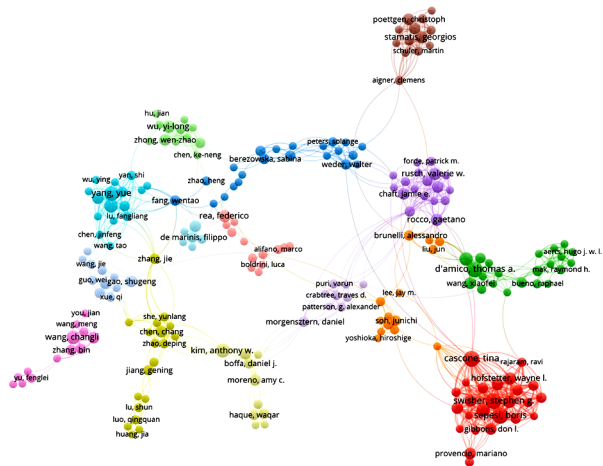 poettgen, christoph
stamatis, georgios
schuler, martin
aigner, clemens
hu, jian
wu, yi-long
zhong, wen-zhao
chen, ke-neng
peters, solange
berezowska, sabina
weder, walter
forde, patrick m.
rusch, valerie w.
chaft, jamie e.
rocco, gaetano
wu, ying
yan, shi
yang, yue
zhao, heng
fang, wentao
lu, fangliang
rea, federico
chen, jinfeng
wang, tao
de marinis, filippo
brunelli, alessandro
liu, jun
alifano, marco
boldrini, luca
zhang, jie
wang, jie
guo, wei
gao, shugeng
xue, qi
d'amico, thomas a.
aerts, hugo j. w. l.
mak, raymond h.
wang, xiaofei
bueno, raphael
puri, varun
crabtree, traves d.
patterson, g. alexander
morgensztern, daniel
lee, jay m.
soh, junichi
yoshioka, hiroshige
you, jian
wang, meng
wang, changli
zhang, bin
yu, fenglei
she, yunlang
chen, chang
zhao, deping
jiang, gening
kim, anthony w.
boffa, daniel j.
moreno, amy c.
haque, waqar
lu, shun
luo, qingquan
huang, jia
cascone, tina
rajaram, ravi
hofstetter, wayne l.
swisher, stephen g.
sepesi, boris
gibbons, don l.
provencio, mariano